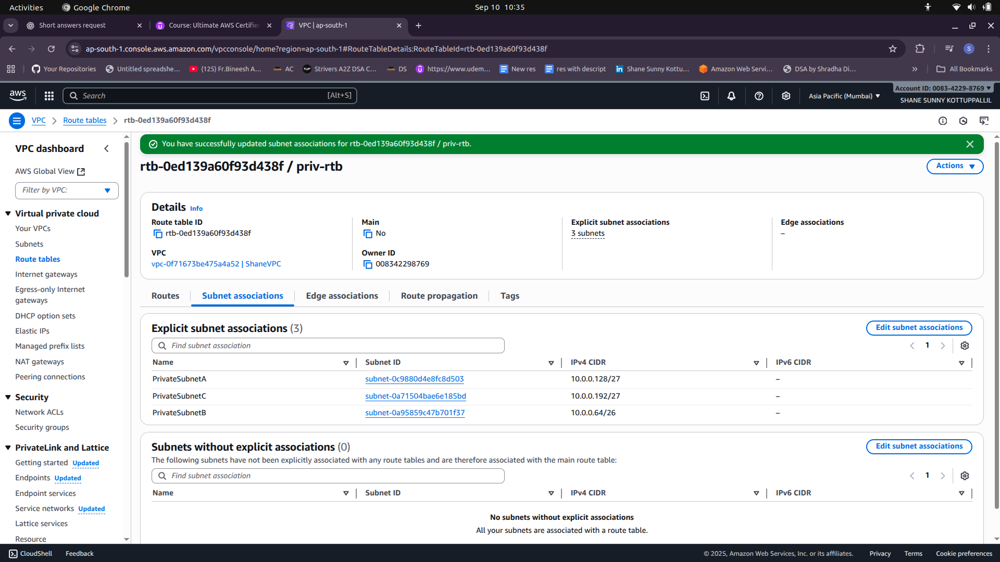 Activities Google Chrome Sep 10 10:35
Short answers request Course: Ultimate AWS Certifie VPC | ap-south-1
ap-south-1.console.aws.amazon.com/vpcconsole/home?region=ap-south-1#RouteTableDetails:RouteTableId=rtb-0ed139a60f93d438f S
Your Repositories Untitled spreadshe... (125) Fr.Bineesh A... AC Strivers A2Z DSA C... DS https://www.udem... New res res with descript Shane Sunny Kottu... Amazon Web Servi... DSA by Shradha Di... » All Bookmarks
aws Search [Alt+S] Asia Pacific (Mumbai) Account ID: 0083-4229-8769
SHANE SUNNY KOTTUPPALLIL
VPC Route tables rtb-0ed139a60f93d438f
VPC dashboard
AWS Global View
Filter by VPC:
Virtual private cloud
Your VPCs
Subnets
Route tables
Internet gateways
Egress-only Internet
gateways
DHCP option sets
Elastic IPs
Managed prefix lists
NAT gateways
Peering connections
Security
Network ACLs
Security groups
PrivateLink and Lattice
Getting started Updated
Endpoints Updated
Endpoint services
Service networks Updated
Lattice services
Resource
You have successfully updated subnet associations for rtb-0ed139a60f93d438f / priv-rtb.
rtb-0ed139a60f93d438f / priv-rtb
Actions
Details Info
Route table ID
rtb-0ed139a60f93d438f
Main
No
Explicit subnet associations
3 subnets
Edge associations
–
VPC
vpc-0f71673be475a4a52 | ShaneVPC
Owner ID
008342298769
Routes Subnet associations Edge associations Route propagation Tags
Explicit subnet associations (3)
Edit subnet associations
Find subnet association
1
Name Subnet ID IPv4 CIDR IPv6 CIDR
PrivateSubnetA subnet-0c9880d4e8fc8d503 10.0.0.128/27 –
PrivateSubnetC subnet-0a71504bae6e185bd 10.0.0.192/27 –
PrivateSubnetB subnet-0a95859c47b701f37 10.0.0.64/26 –
Subnets without explicit associations (0)
Edit subnet associations
The following subnets have not been explicitly associated with any route tables and are therefore associated with the main route table:
Find subnet association
1
Name Subnet ID IPv4 CIDR IPv6 CIDR
No subnets without explicit associations
All your subnets are associated with a route table.
CloudShell Feedback © 2025, Amazon Web Services, Inc. or its affiliates. Privacy Terms Cookie preferences